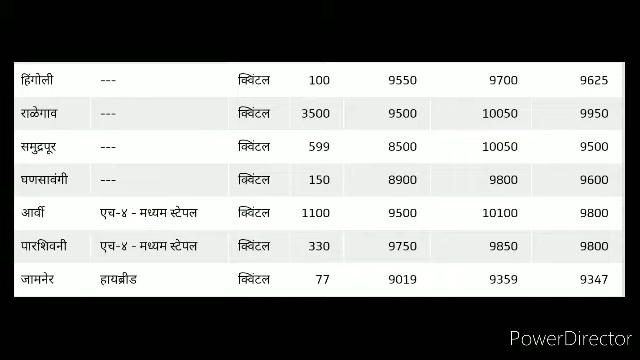 हिंगोली --- क्विंटल 100 9550 9700 9625
राळेगाव --- क्विंटल 3500 9500 10050 9950
समुद्रपूर --- क्विंटल 599 8500 10050 9500
घणसावंगी --- क्विंटल 150 8900 9800 9600
आर्वी एच-४ - मध्यम स्टेपल क्विंटल 1100 9500 10100 9800
पारशिवनी एच-४ - मध्यम स्टेपल क्विंटल 330 9750 9850 9800
जामनेर हायब्रीड क्विंटल 77 9019 9359 9347
PowerDirector